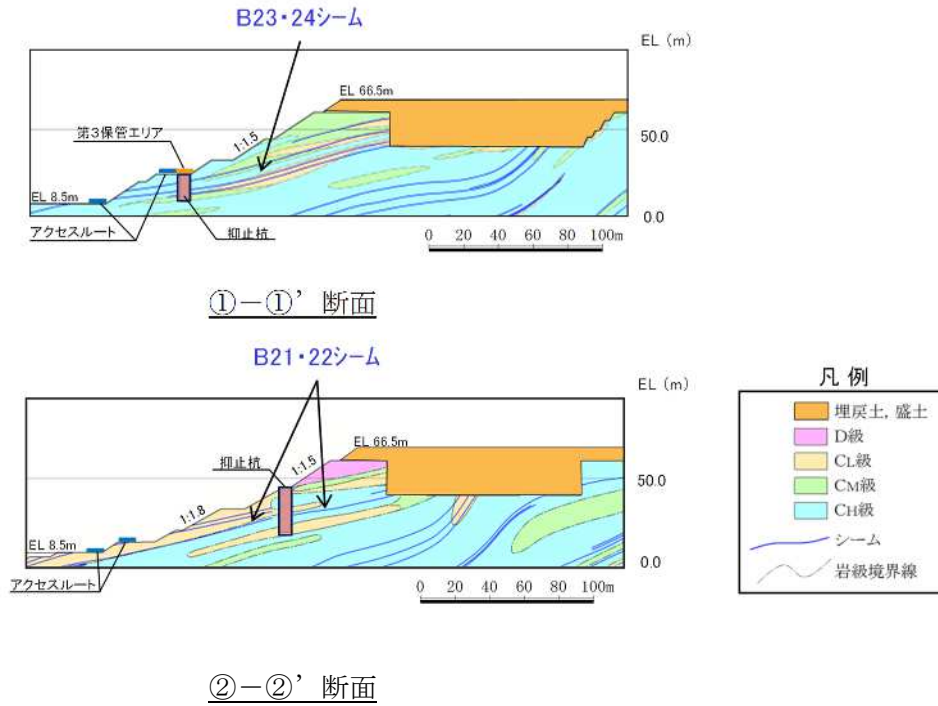 B23・24シーム
EL (m)
EL 66.5m
1:1.5
50.0
第3保管エリア
EL 8.5m
0.0
アクセスルート
抑止杭
0 20 40 60 80 100m
①－①’断面
B21・22シーム
EL (m)
EL 66.5m
抑止杭
1:1.5
50.0
1:1.8
EL 8.5m
0.0
アクセスルート
0 20 40 60 80 100m
②－②’断面
凡 例
埋戻土，盛土
D級
CL級
CM級
CH級
シーム
岩級境界線